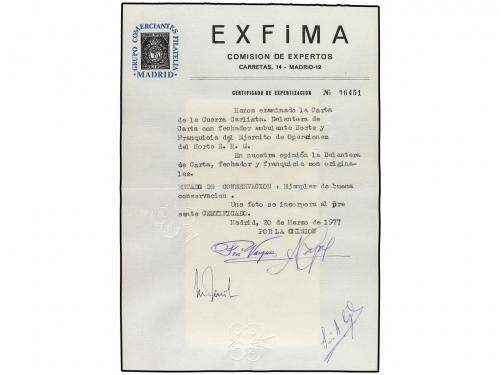 GRUPO COMERCIANTES FILATELIA
· MADRID ·
EXFiMA
COMISION DE EXPERTOS
CARRETAS, 14 - MADRID-12
CERTIFICADO DE EXPERTIZACION Nº 06451
Hemos examinado la Carta
de la Guerra Carlista. Delantera de
Carta con fechador ambulante Norte y
Franquicia del Ejercito de Operaciones
del Norte E. M. G.
En nuestra opinión la Delantera
de Carta, fechador y franquicia son origina-
les.
ESTADO DE CONSERVACION : Ejemplar de buena
conservacion .
Una foto se incorpora al pre
sente CERTIFICADO.
Madrid, 20 de Marzo de 1977
POR LA COMISION